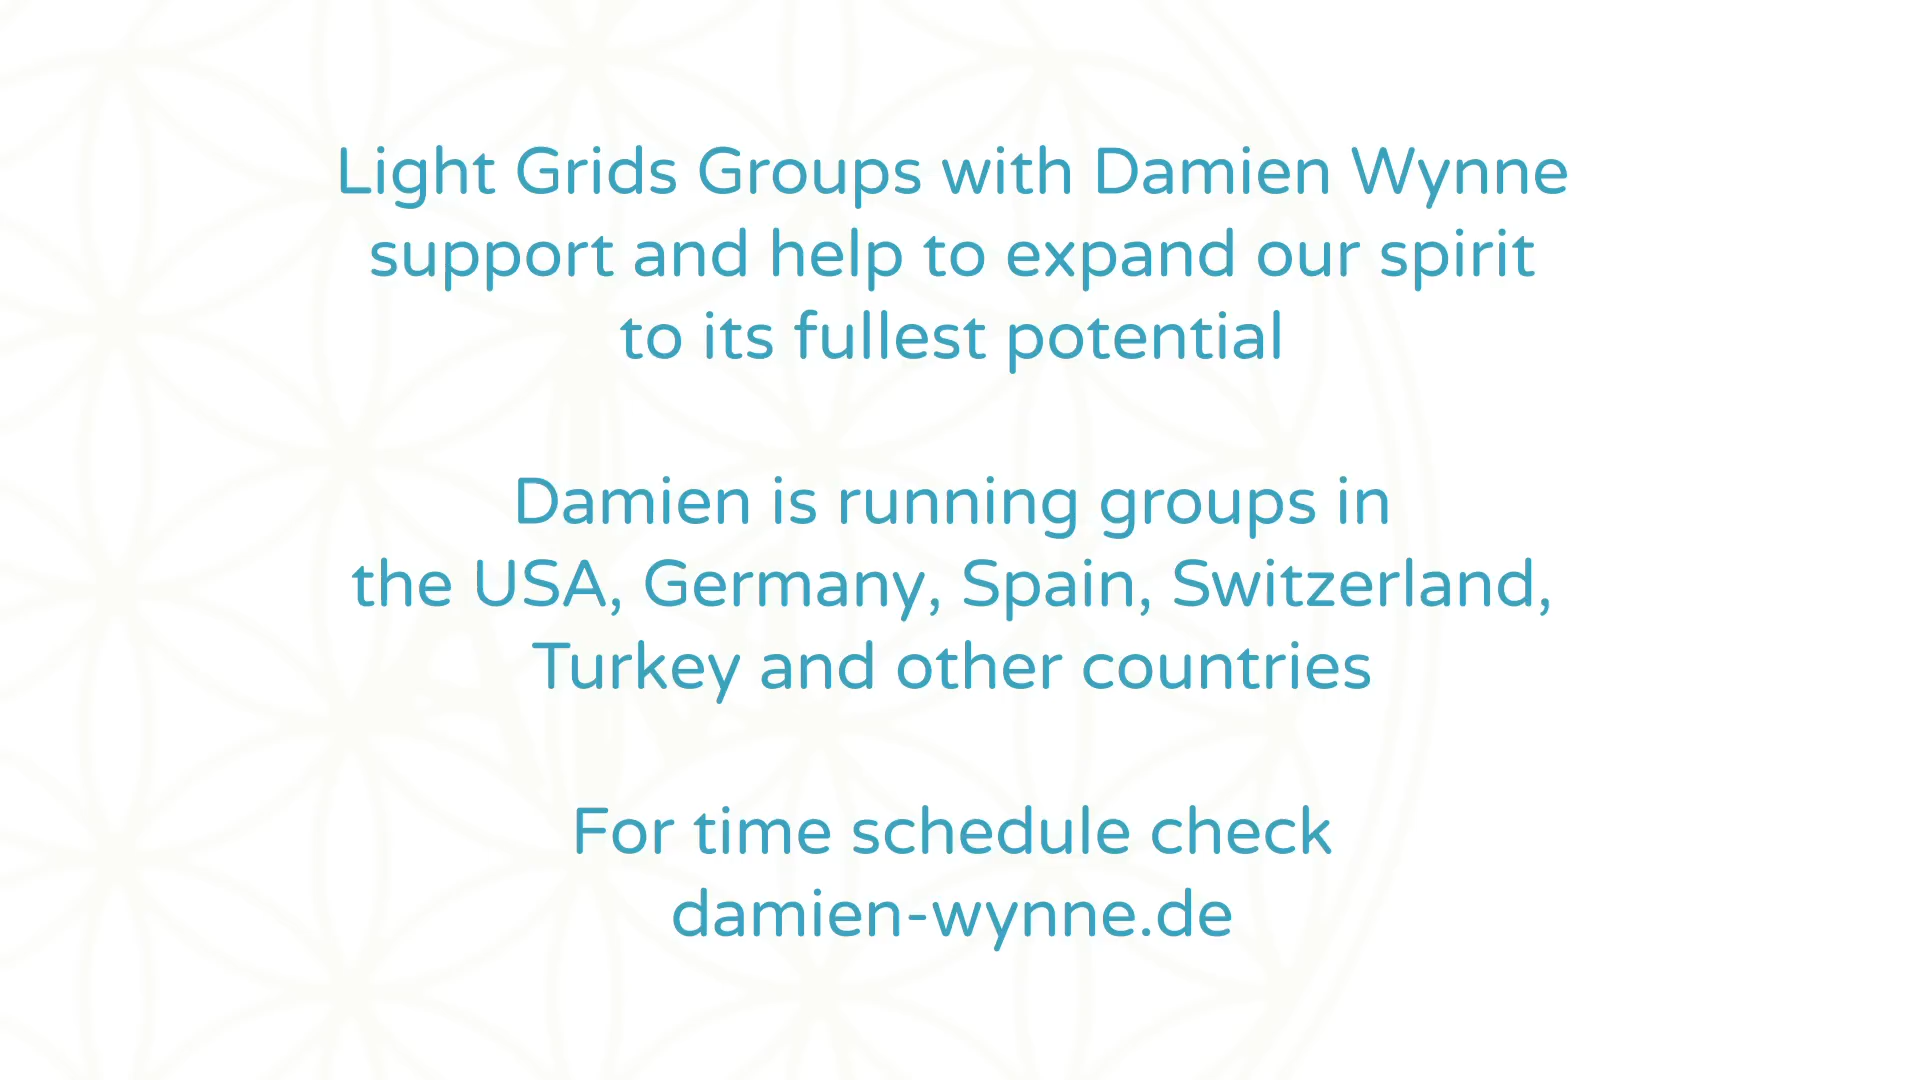 Light Grids Groups with Damien Wynne
support and help to expand our spirit
to its fullest potential
Damien is running groups in
the USA, Germany, Spain, Switzerland,
Turkey and other countries
For time schedule check
damien-wynne.de